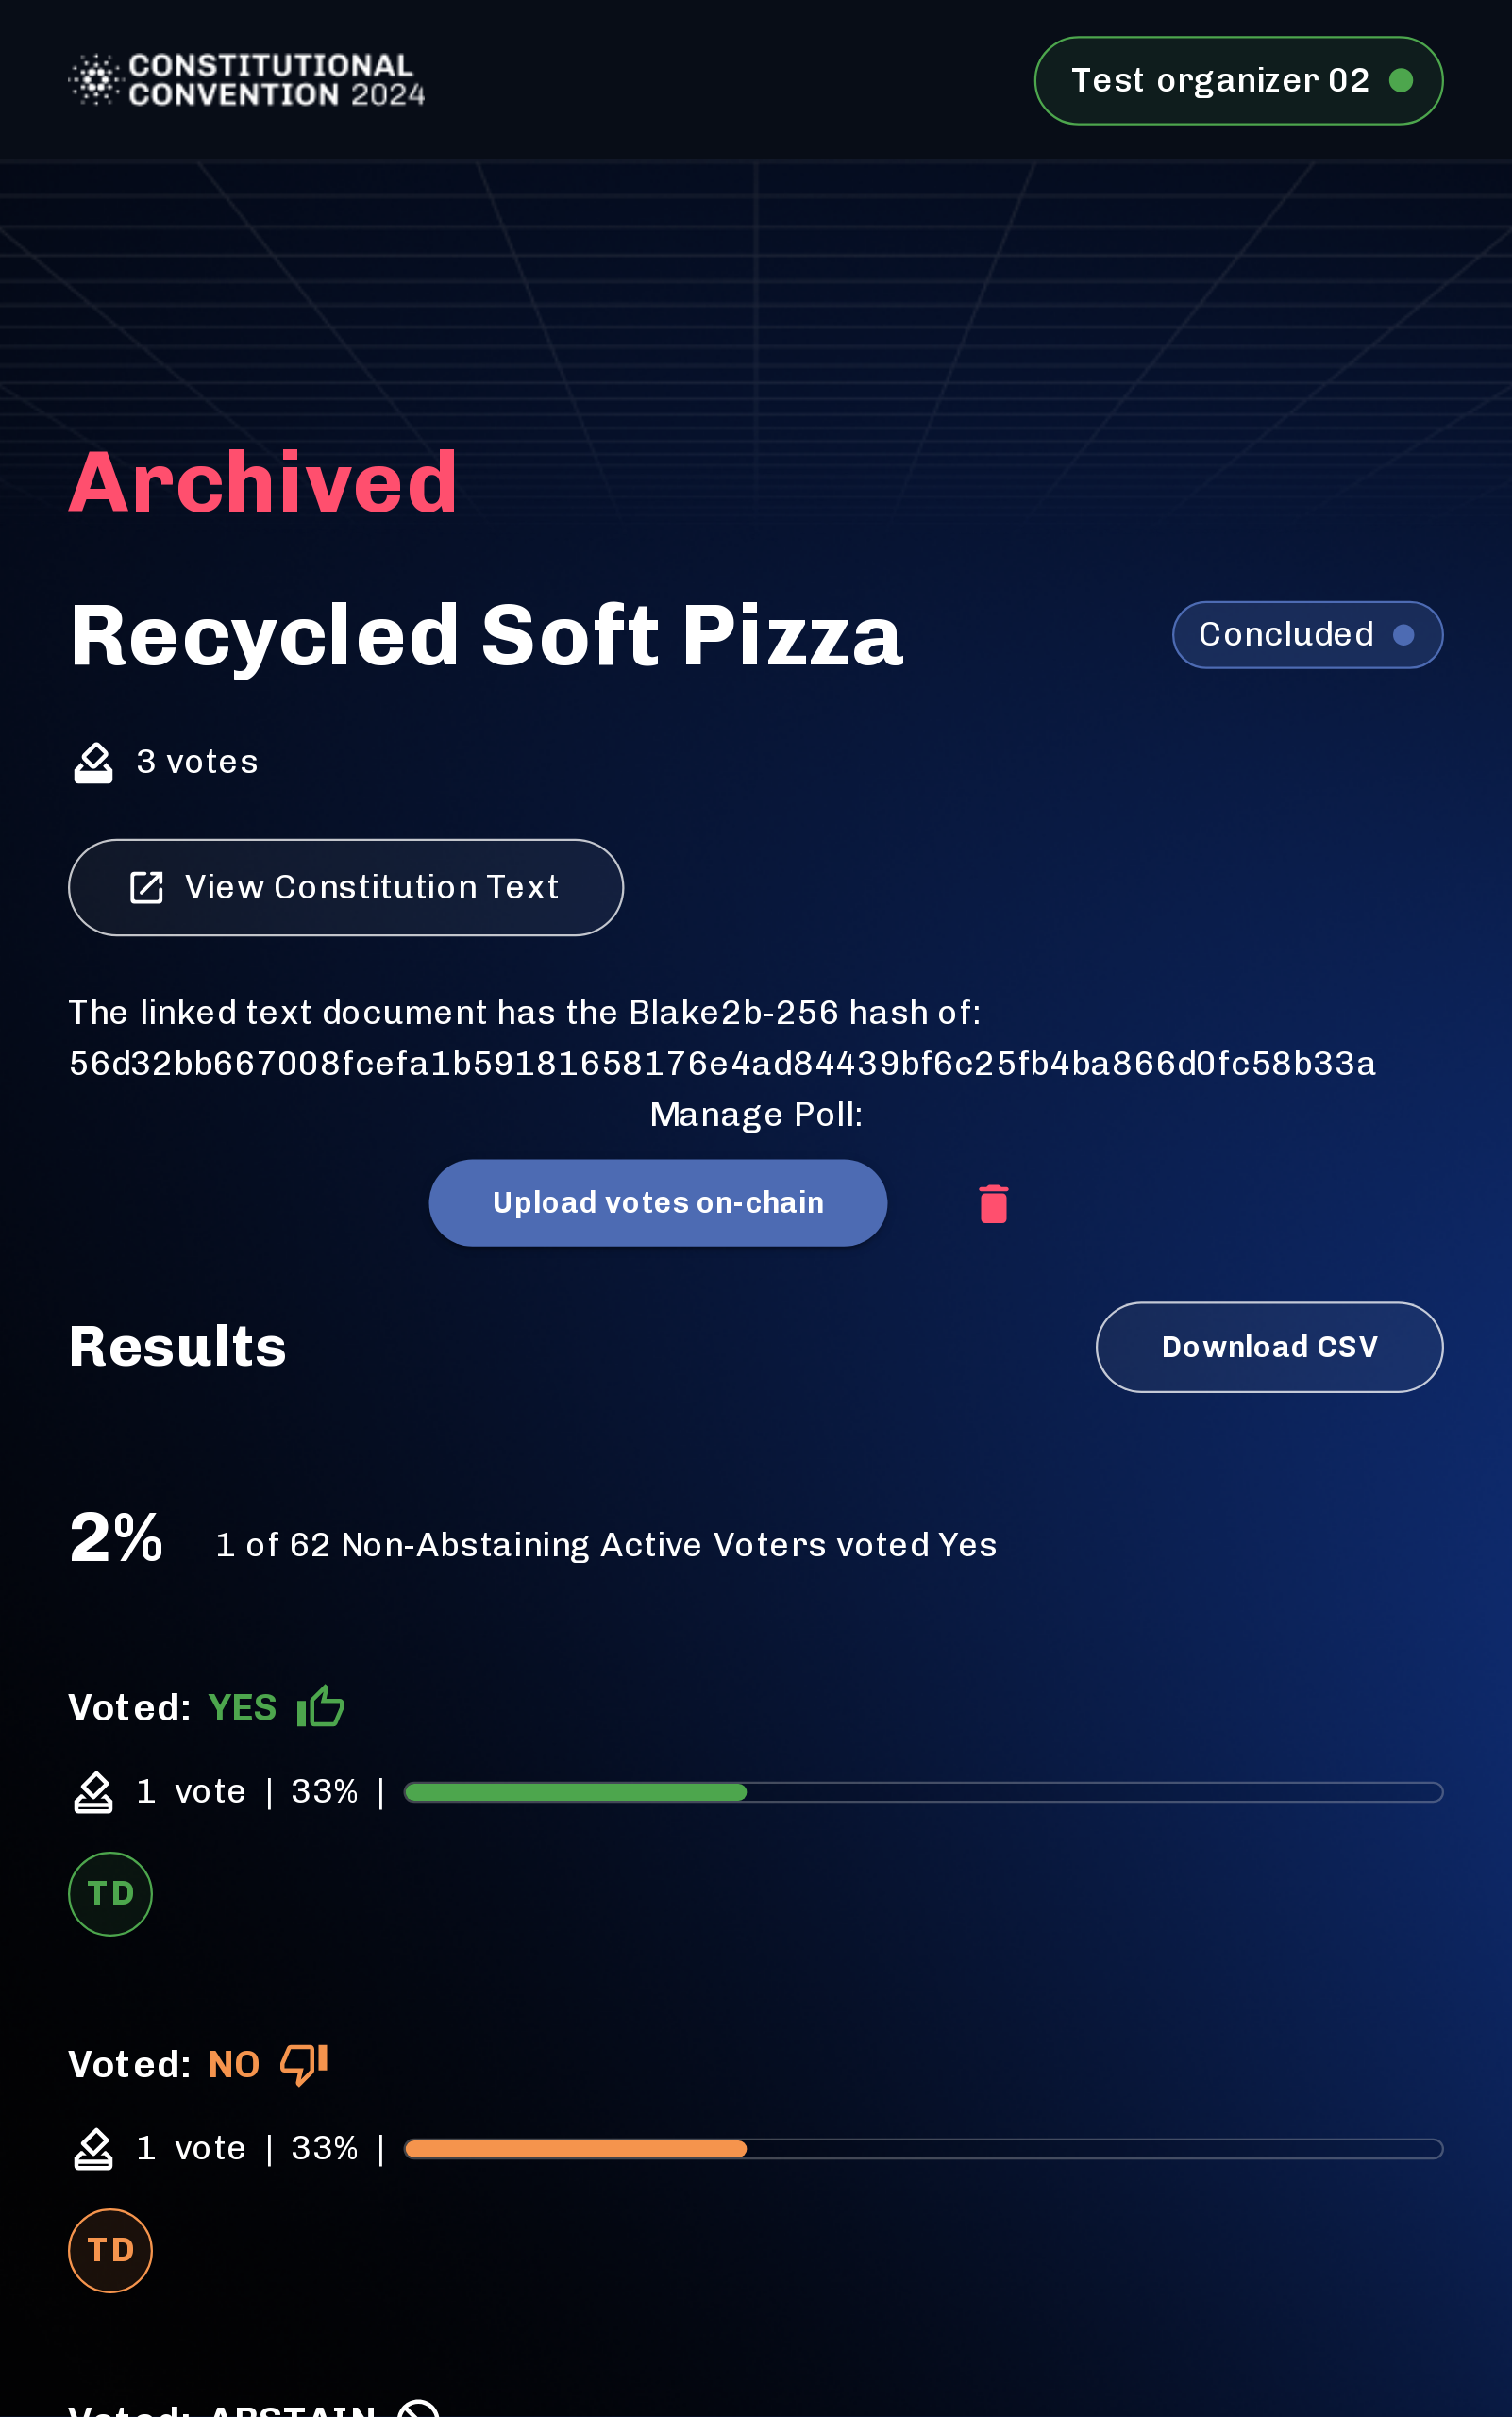 CONSTITUTIONAL
CONVENTION 2024
Test organizer 02
Archived
Recycled Soft Pizza
Concluded
3 votes
View Constitution Text
The linked text document has the Blake2b-256 hash of:
56d32bb667008fcefa1b59181658176e4ad84439bf6c25fb4ba866d0fc58b33a
Manage Poll:
Upload votes on-chain
Results
Download CSV
2%
1 of 62 Non-Abstaining Active Voters voted Yes
Voted: YES
1 vote | 33% |
TD
Voted: NO
1 vote | 33% |
TD
Voted: ABSTAIN